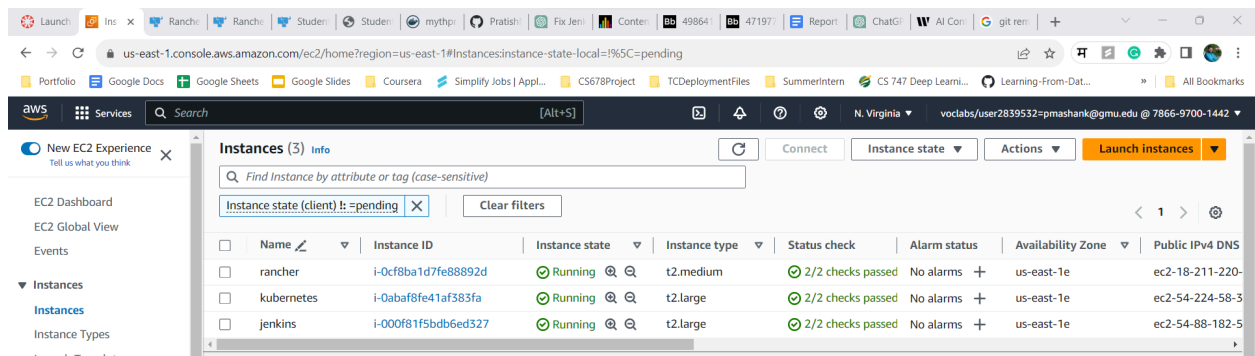 Launch
Ins
Ranche
Ranche
Studen
Student
mythpo
Pratish
Fix Jenk
Conten
498641
471977
Report
ChatGP
AI Con
git rem
us-east-1.console.aws.amazon.com/ec2/home?region=us-east-1#Instances:instance-state-local=!%5C=pending
Portfolio
Google Docs
Google Sheets
Google Slides
Coursera
Simplify Jobs | Appl...
CS678Project
TCDeploymentFiles
SummerIntern
CS 747 Deep Learni...
Learning-From-Dat...
»
All Bookmarks
aws
Services
Search
[Alt+S]
N. Virginia
voclabs/user2839532=pmashank@gmu.edu @ 7866-9700-1442
New EC2 Experience
Tell us what you think
EC2 Dashboard
EC2 Global View
Events
Instances
Instances
Instance Types
Instances (3) Info
Connect
Instance state
Actions
Launch instances
Find Instance by attribute or tag (case-sensitive)
Instance state (client) !: =pending
Clear filters
1
Name Instance ID Instance state Instance type Status check Alarm status Availability Zone Public IPv4 DNS
rancher i-0cf8ba1d7fe88892d Running t2.medium 2/2 checks passed No alarms + us-east-1e ec2-18-211-220-
kubernetes i-0abaf8fe41af383fa Running t2.large 2/2 checks passed No alarms + us-east-1e ec2-54-224-58-3
jenkins i-000f81f5bdb6ed327 Running t2.large 2/2 checks passed No alarms + us-east-1e ec2-54-88-182-5